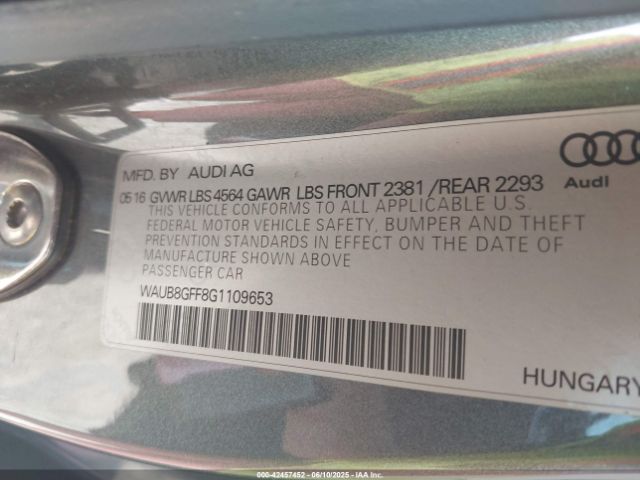 MFD. BY AUDI AG
05 16 GVWR LBS 4564 GAWR LBS FRONT 2381 /REAR 2293
THIS VEHICLE CONFORMS TO ALL APPLICABLE U.S.
FEDERAL MOTOR VEHICLE SAFETY, BUMPER AND THEFT
PREVENTION STANDARDS IN EFFECT ON THE DATE OF
MANUFACTURE SHOWN ABOVE
PASSENGER CAR
WAUB8GFF8G1109653
Audi
HUNGARY
000-42457452 - 06/10/2025 - IAA Inc.